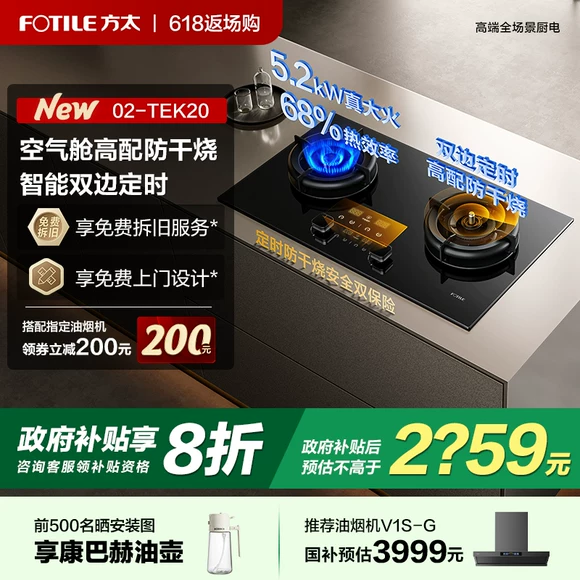 FOTILE 方太 618返场购
高端全场景厨电
New 02-TEK20
空气舱高配防干烧
智能双边定时
免费拆旧 享免费拆旧服务*
享免费上门设计*
搭配指定油烟机
领券立减200元 200元
5.2kW真大火
68%热效率
双边定时
高配防干烧
定时防干烧安全双保险
FOTILE
政府补贴享
咨询客服领补贴资格
8折
政府补贴后
预估不高于
2?59元
前500名晒安装图
享康巴赫油壶
推荐油烟机V1S-G
国补预估3999元